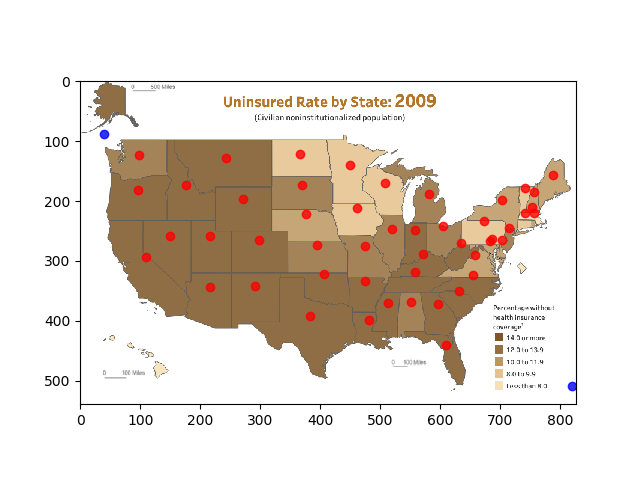 0
500 Miles
Uninsured Rate by State: 2009
(Civilian noninstitutionalized population)
0
100
200
300
400
500
Percentage without
health insurance
coverage¹
14.0 or more
12.0 to 13.9
10.0 to 11.9
8.0 to 9.9
Less than 8.0
0 100 Miles
0 100 Miles
0 100 200 300 400 500 600 700 800